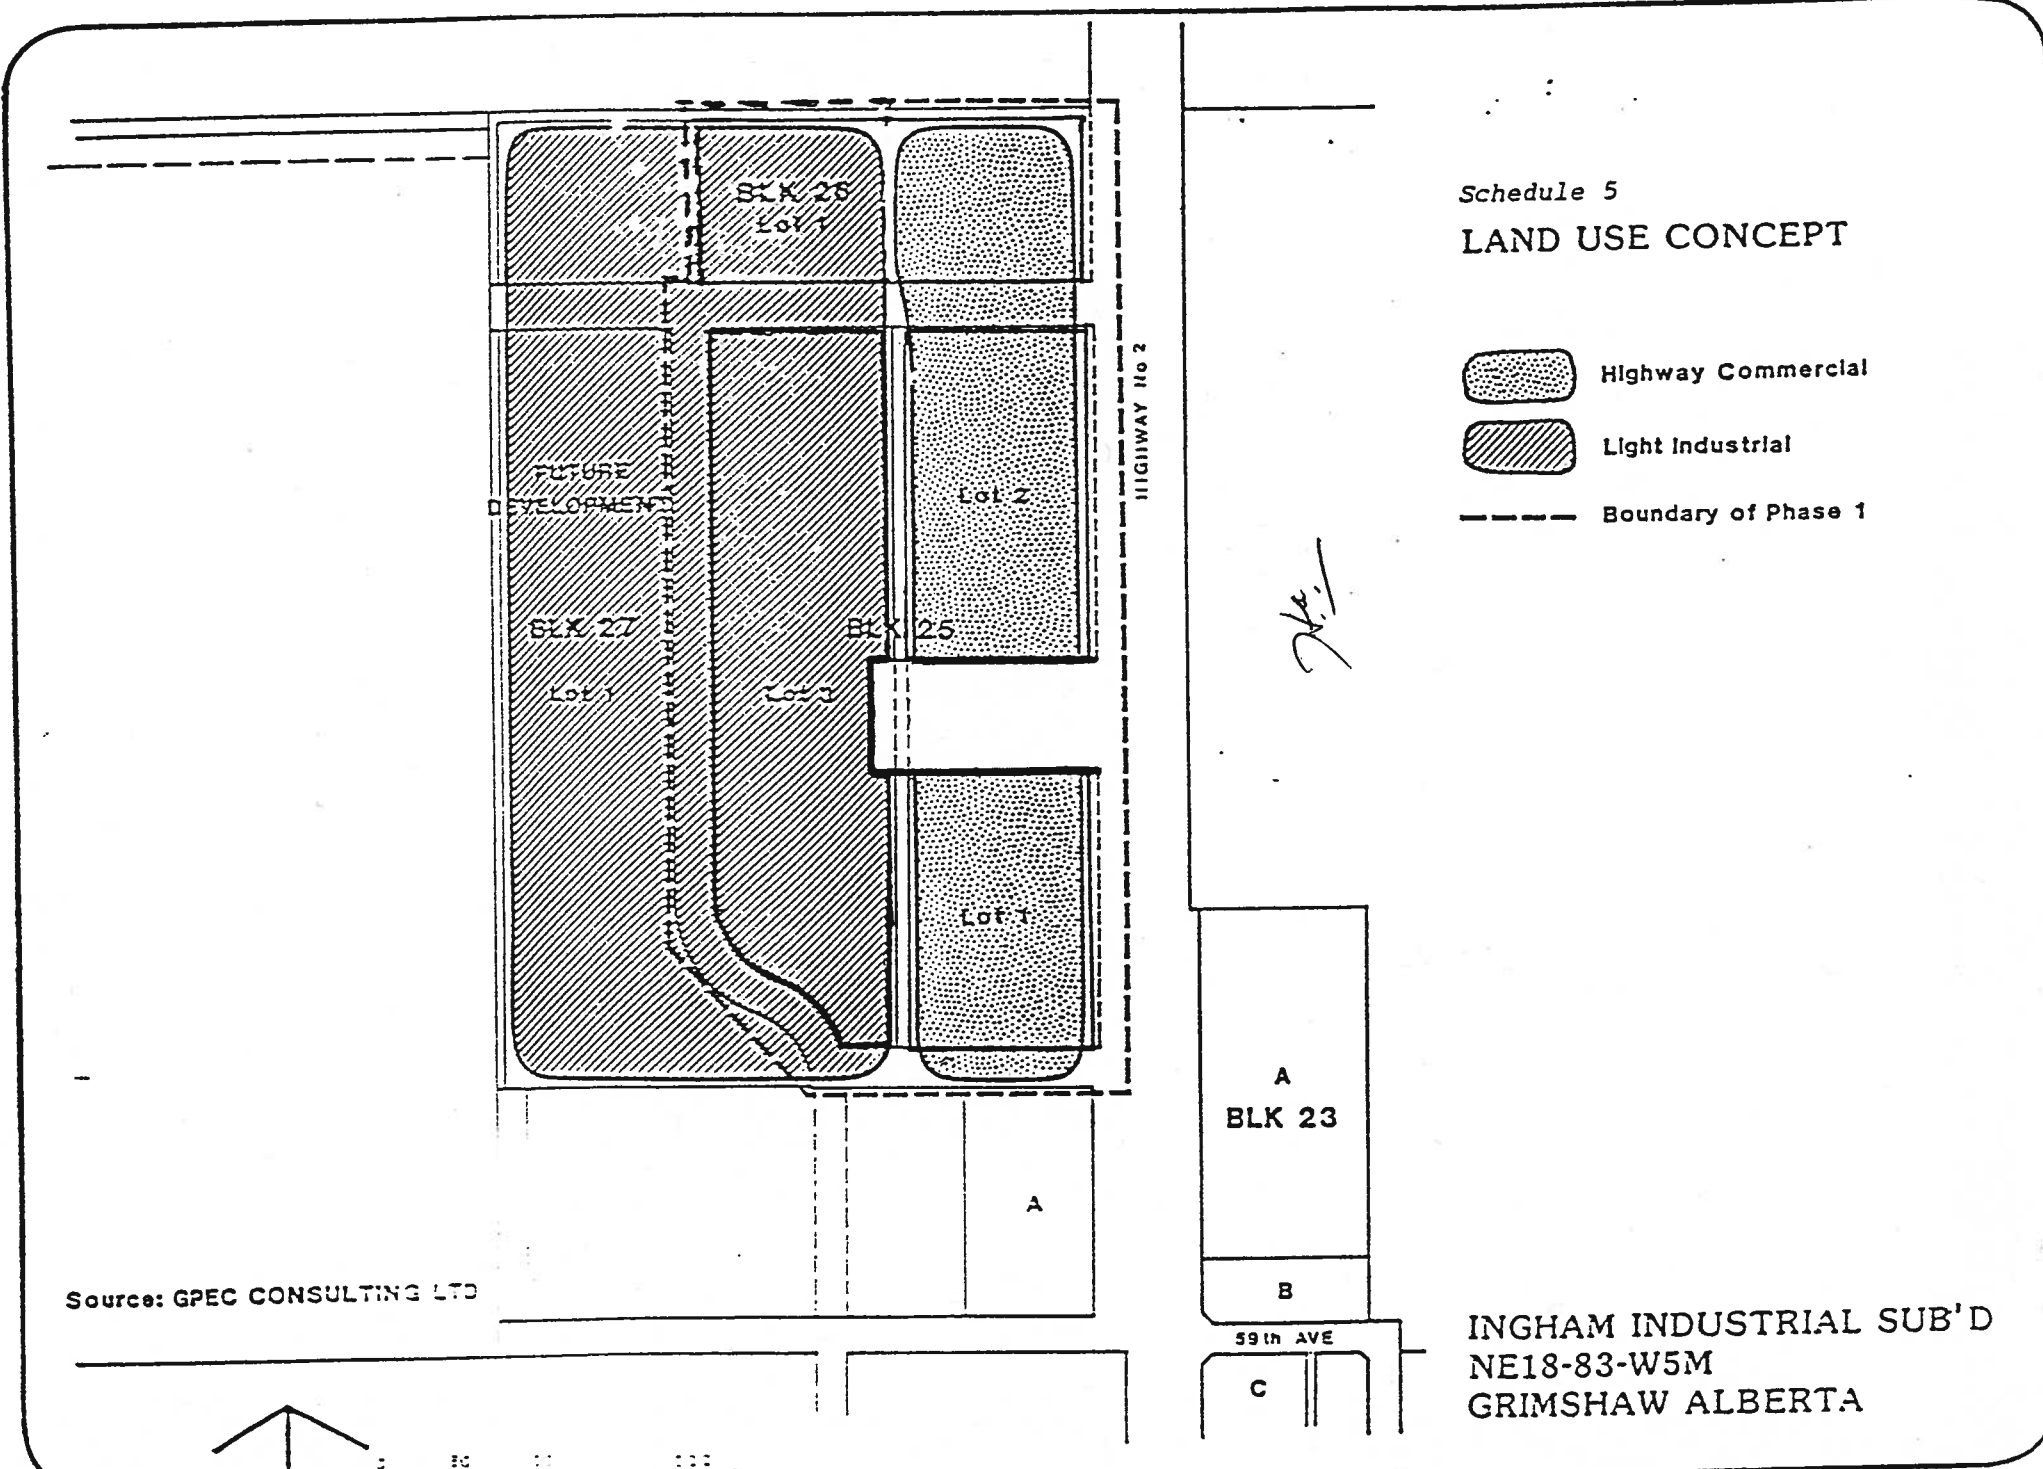 Schedule 5
LAND USE CONCEPT
Highway Commercial
Light Industrial
Boundary of Phase 1
BLK 26
Lot 1
HIGHWAY No 2
FUTURE
DEVELOPMENT
Lot 2
BLK 27
BLK 25
Lot 1
Lot 3
Lot 1
A
BLK 23
A
B
Source: GPEC CONSULTING LTD
59th AVE
C
INGHAM INDUSTRIAL SUB'D
NE18-83-W5M
GRIMSHAW ALBERTA